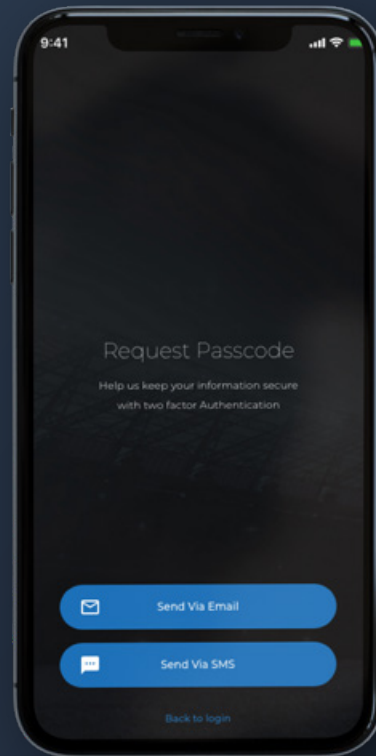 9:41
Request Passcode
Help us keep your information secure
with two factor Authentication
Send Via Email
Send Via SMS
Back to login